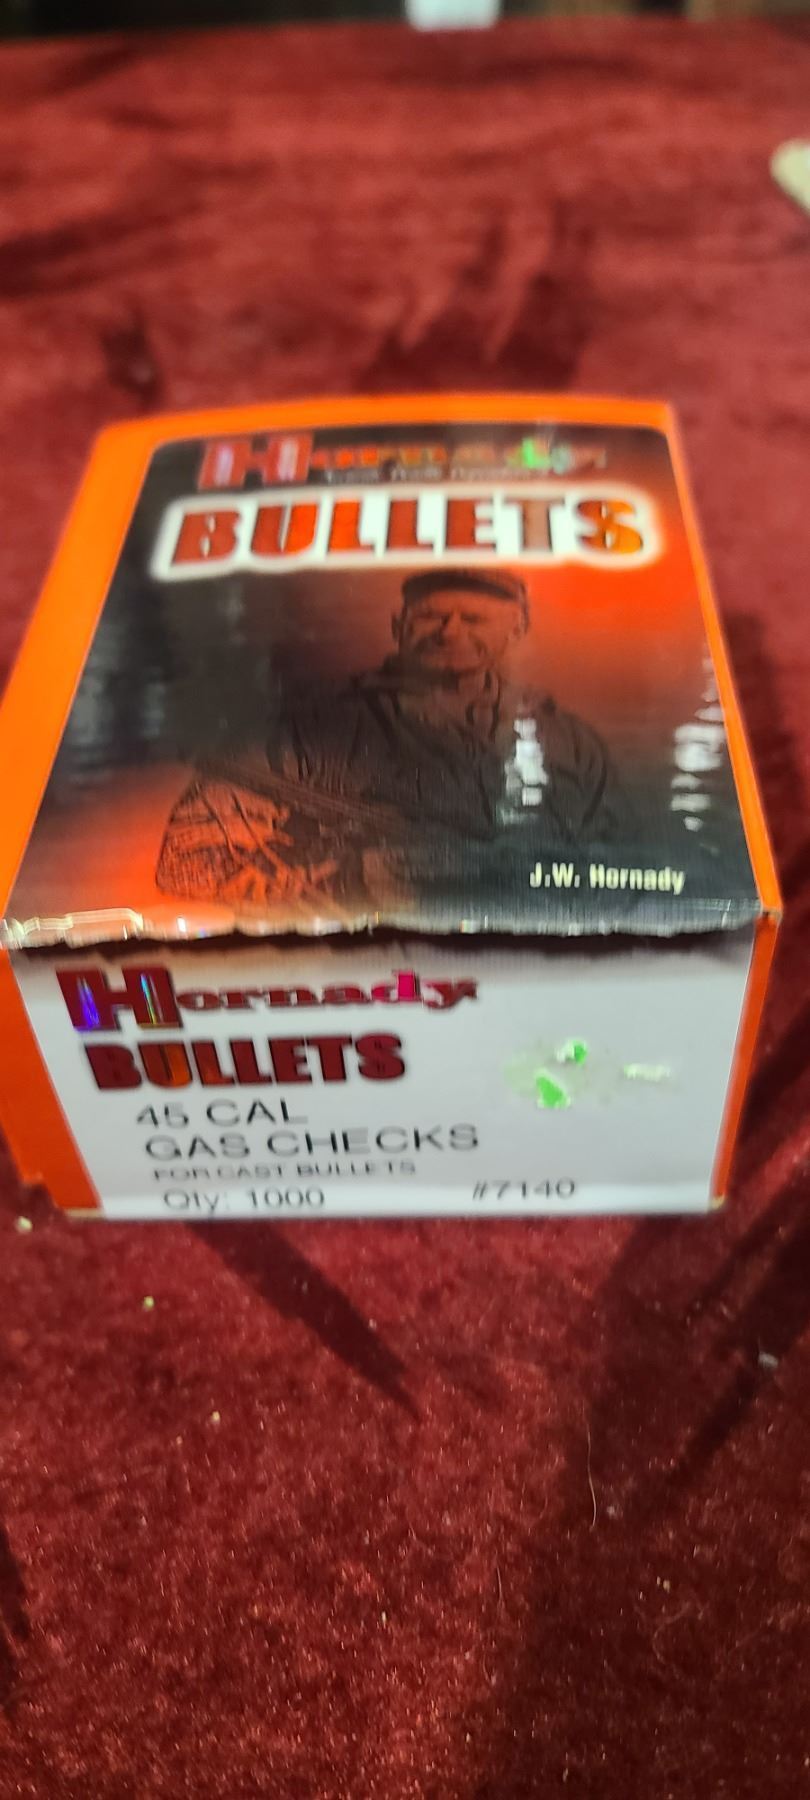 Hornady
BULLETS
J.W. Hornady
Hornady
BULLETS
45 CAL
GAS CHECKS
FOR CAST BULLETS
Qty: 1000 #7140